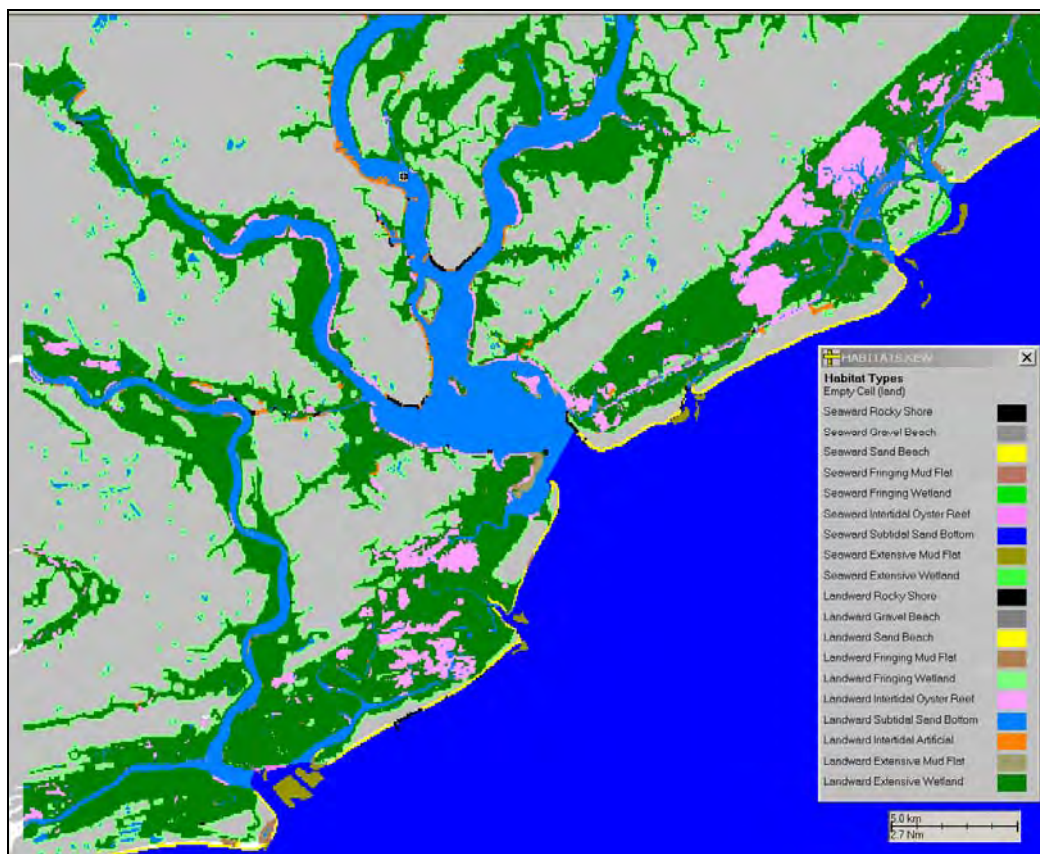 HABITATS.KEW
Habitat Types
Empty Cell (land)
Seaward Rocky Shore
Seaward Gravel Beach
Seaward Sand Beach
Seaward Fringing Mud Flat
Seaward Fringing Wetland
Seaward Intertidal Oyster Reef
Seaward Subtidal Sand Bottom
Seaward Extensive Mud Flat
Seaward Extensive Wetland
Landward Rocky Shore
Landward Gravel Beach
Landward Sand Beach
Landward Fringing Mud Flat
Landward Fringing Wetland
Landward Intertidal Oyster Reef
Landward Subtidal Sand Bottom
Landward Intertidal Artificial
Landward Extensive Mud Flat
Landward Extensive Wetland
5.0 km
2.7 Nm